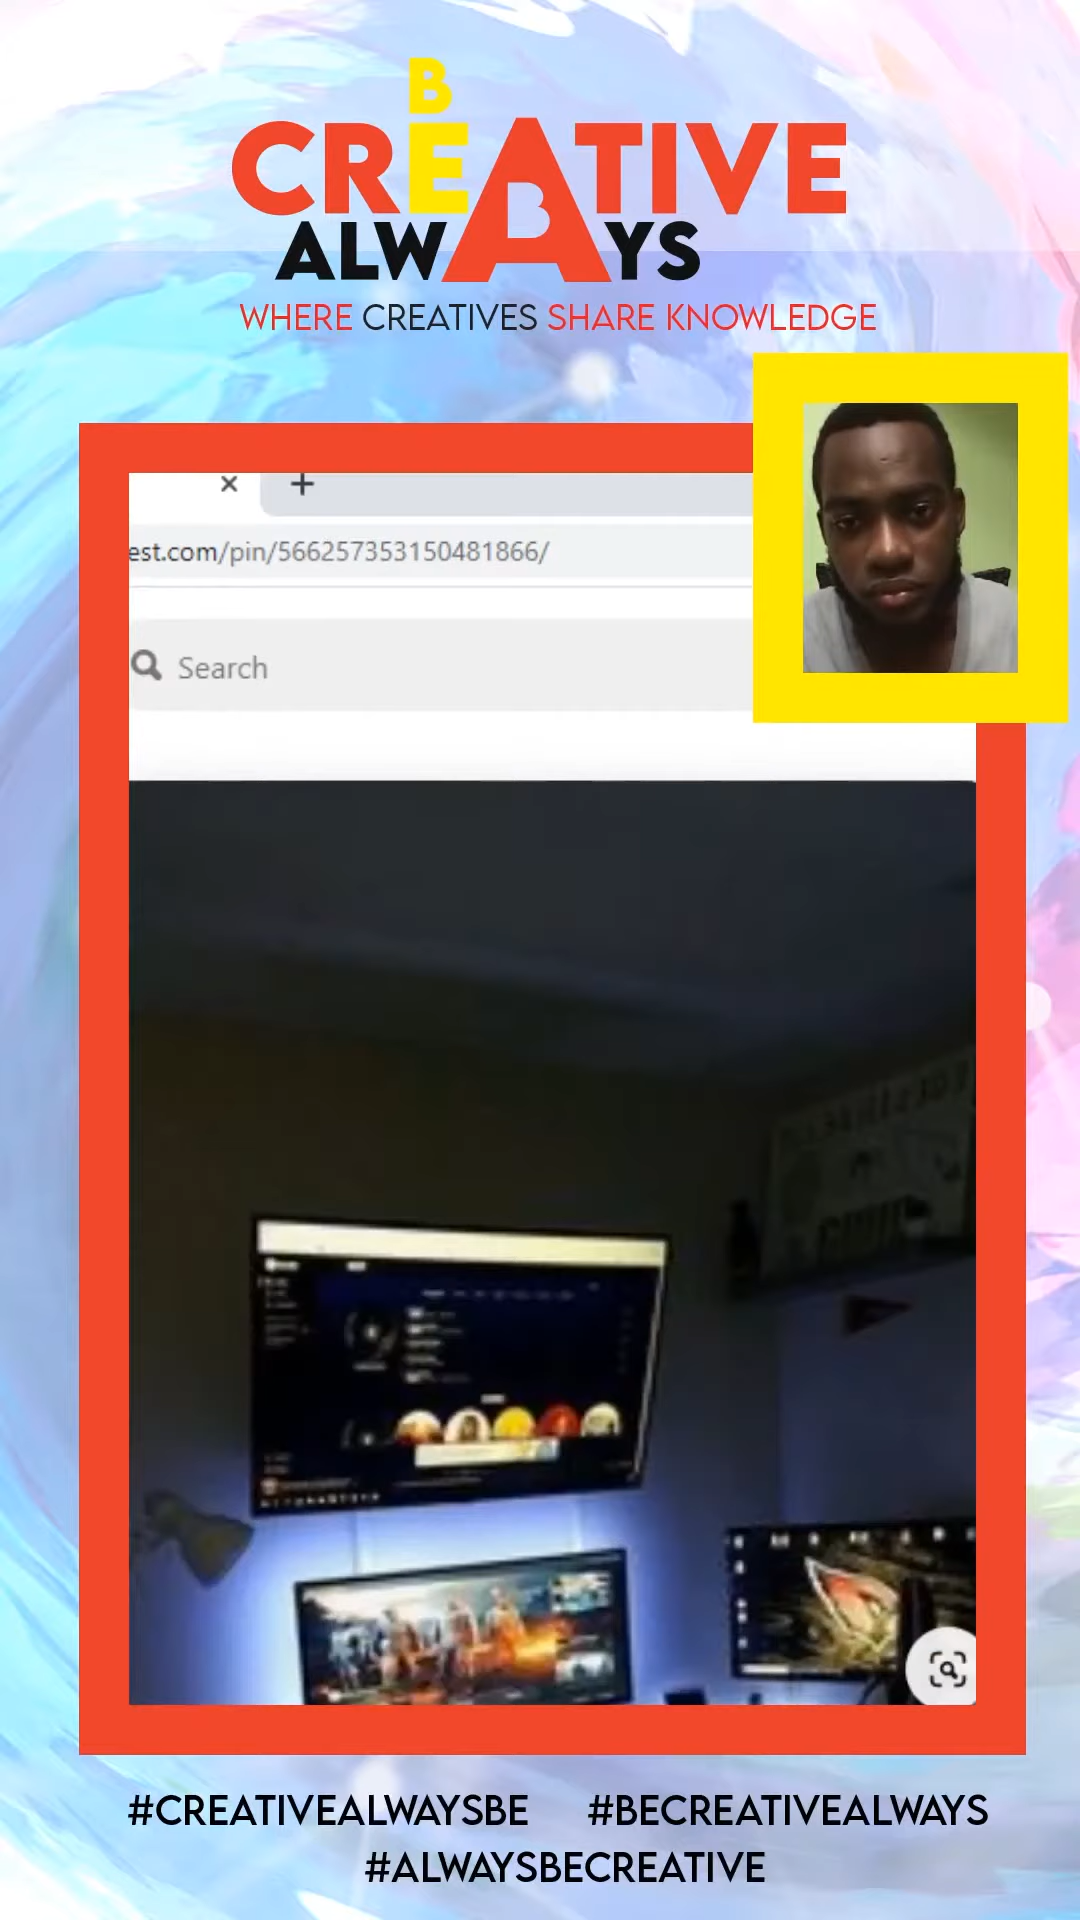 B
CREATIVE
ALWAYS
B
WHERE CREATIVES SHARE KNOWLEDGE
est.com/pin/566257353150481866/
Search
#CREATIVEALWAYSBE #BECREATIVEALWAYS
#ALWAYSBECREATIVE